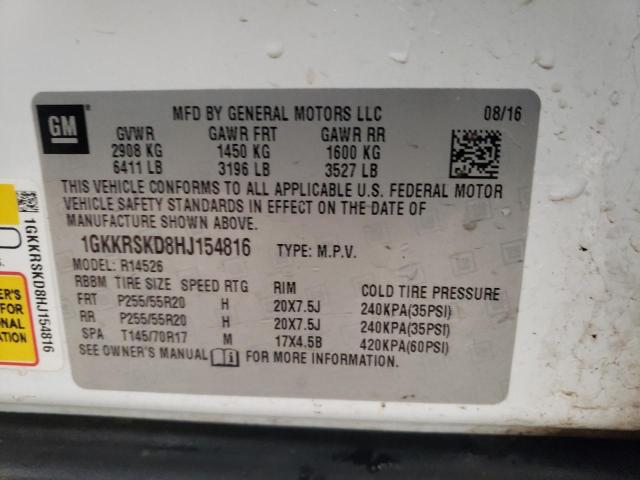 GM
MFD BY GENERAL MOTORS LLC 08/16
GVWR GAWR FRT GAWR RR
2908 KG 1450 KG 1600 KG
6411 LB 3196 LB 3527 LB
THIS VEHICLE CONFORMS TO ALL APPLICABLE U.S. FEDERAL MOTOR
VEHICLE SAFETY STANDARDS IN EFFECT ON THE DATE OF
MANUFACTURE SHOWN ABOVE.
1GKKRSKD8HJ154816 TYPE: M.P.V.
MODEL: R14526
RBBM TIRE SIZE SPEED RTG RIM COLD TIRE PRESSURE
FRT P255/55R20 H 20X7.5J 240KPA(35PSI)
RR P255/55R20 H 20X7.5J 240KPA(35PSI)
SPA T145/70R17 M 17X4.5B 420KPA(60PSI)
SEE OWNER'S MANUAL FOR MORE INFORMATION.
1GKKRSKD8HJ154816
ER'S
FOR
ONAL
ATION